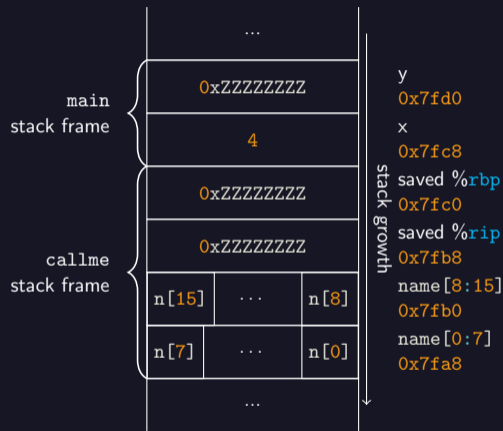 ...
main
stack frame
0xZZZZZZZZ
y
0x7fd0
4
x
0x7fc8
callme
stack frame
0xZZZZZZZZ
saved %rbp
0x7fc0
0xZZZZZZZZ
saved %rip
0x7fb8
n[15] ... n[8]
name[8:15]
0x7fb0
n[7] ... n[0]
name[0:7]
0x7fa8
stack growth
...